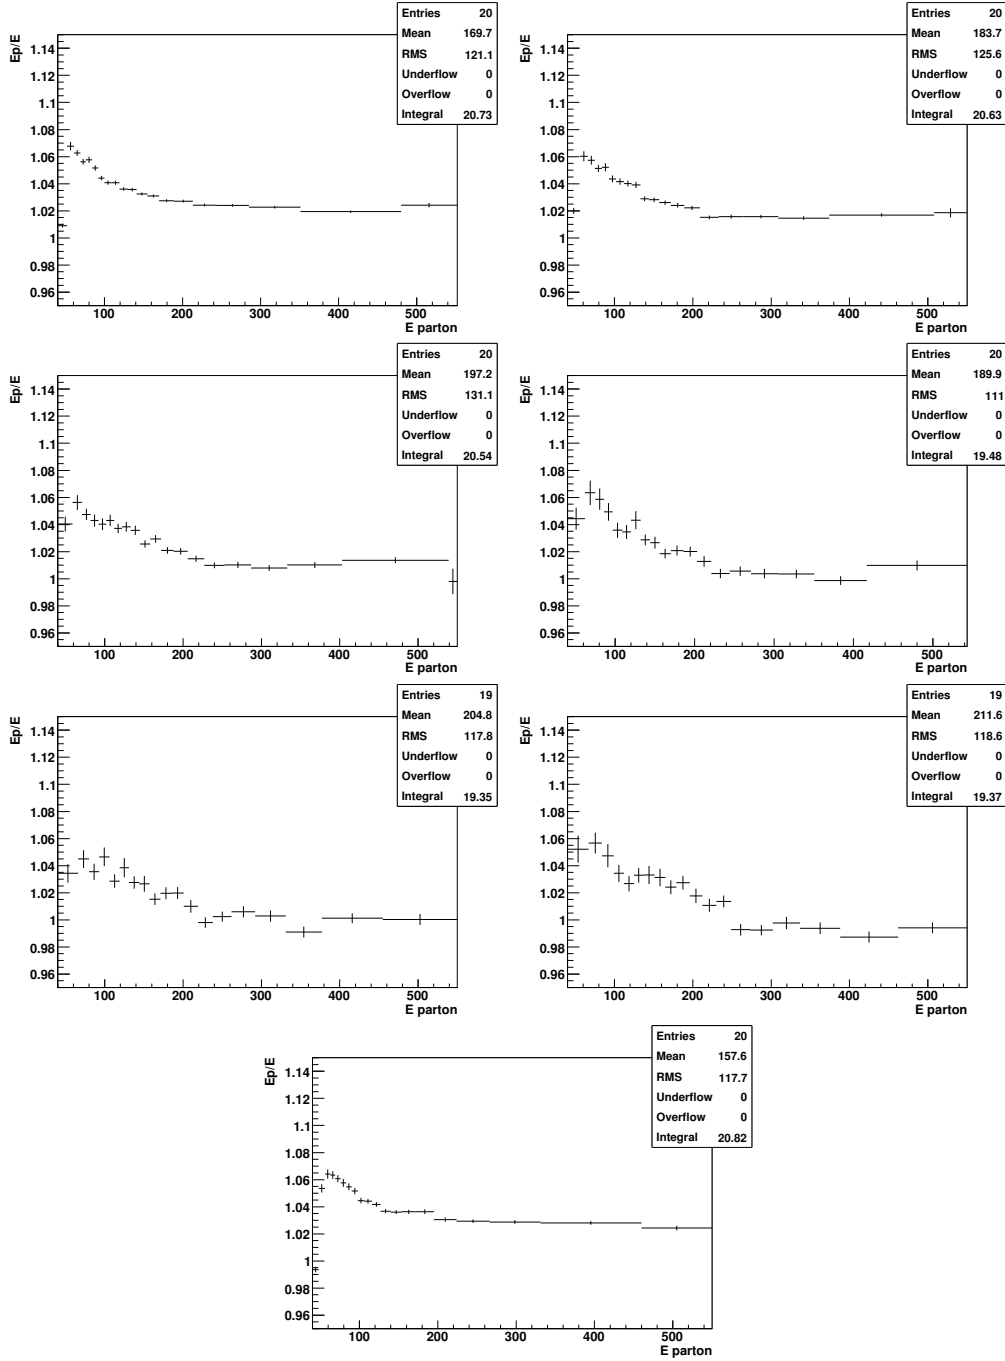 Entries 20
Mean 169.7
RMS 121.1
Underflow 0
Overflow 0
Integral 20.73
Ep/E
1.14
1.12
1.1
1.08
1.06
1.04
1.02
1
0.98
0.96
100 200 300 400 500
E parton
Entries 20
Mean 183.7
RMS 125.6
Underflow 0
Overflow 0
Integral 20.63
Ep/E
1.14
1.12
1.1
1.08
1.06
1.04
1.02
1
0.98
0.96
100 200 300 400 500
E parton
Entries 20
Mean 197.2
RMS 131.1
Underflow 0
Overflow 0
Integral 20.54
Ep/E
1.14
1.12
1.1
1.08
1.06
1.04
1.02
1
0.98
0.96
100 200 300 400 500
E parton
Entries 20
Mean 189.9
RMS 111
Underflow 0
Overflow 0
Integral 19.48
Ep/E
1.14
1.12
1.1
1.08
1.06
1.04
1.02
1
0.98
0.96
100 200 300 400 500
E parton
Entries 19
Mean 204.8
RMS 117.8
Underflow 0
Overflow 0
Integral 19.35
Ep/E
1.14
1.12
1.1
1.08
1.06
1.04
1.02
1
0.98
0.96
100 200 300 400 500
E parton
Entries 19
Mean 211.6
RMS 118.6
Underflow 0
Overflow 0
Integral 19.37
Ep/E
1.14
1.12
1.1
1.08
1.06
1.04
1.02
1
0.98
0.96
100 200 300 400 500
E parton
Entries 20
Mean 157.6
RMS 117.7
Underflow 0
Overflow 0
Integral 20.82
Ep/E
1.14
1.12
1.1
1.08
1.06
1.04
1.02
1
0.98
0.96
100 200 300 400 500
E parton